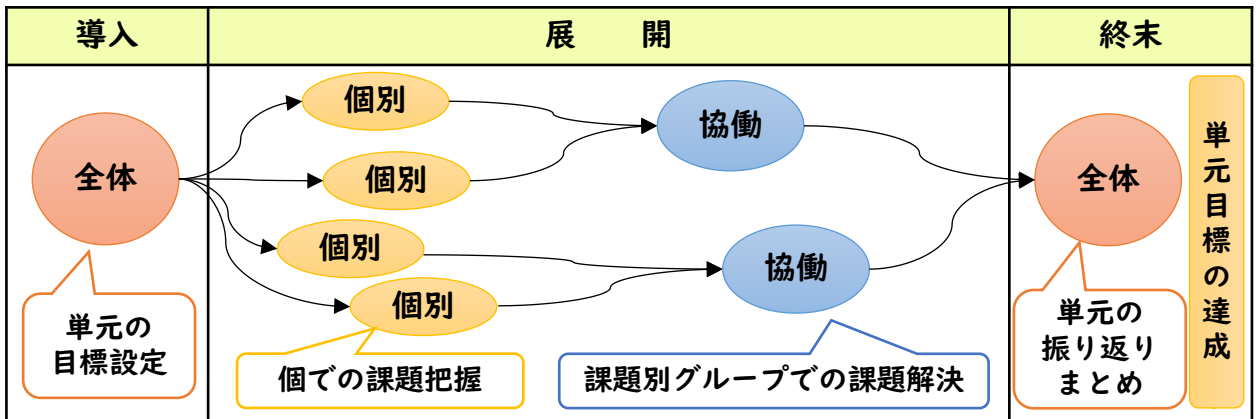 導入
展 開
終末
全体
個別
個別
個別
個別
協働
協働
全体
単元の
目標設定
個での課題把握
課題別グループでの課題解決
単元の
振り返り
まとめ
単元目標の達成